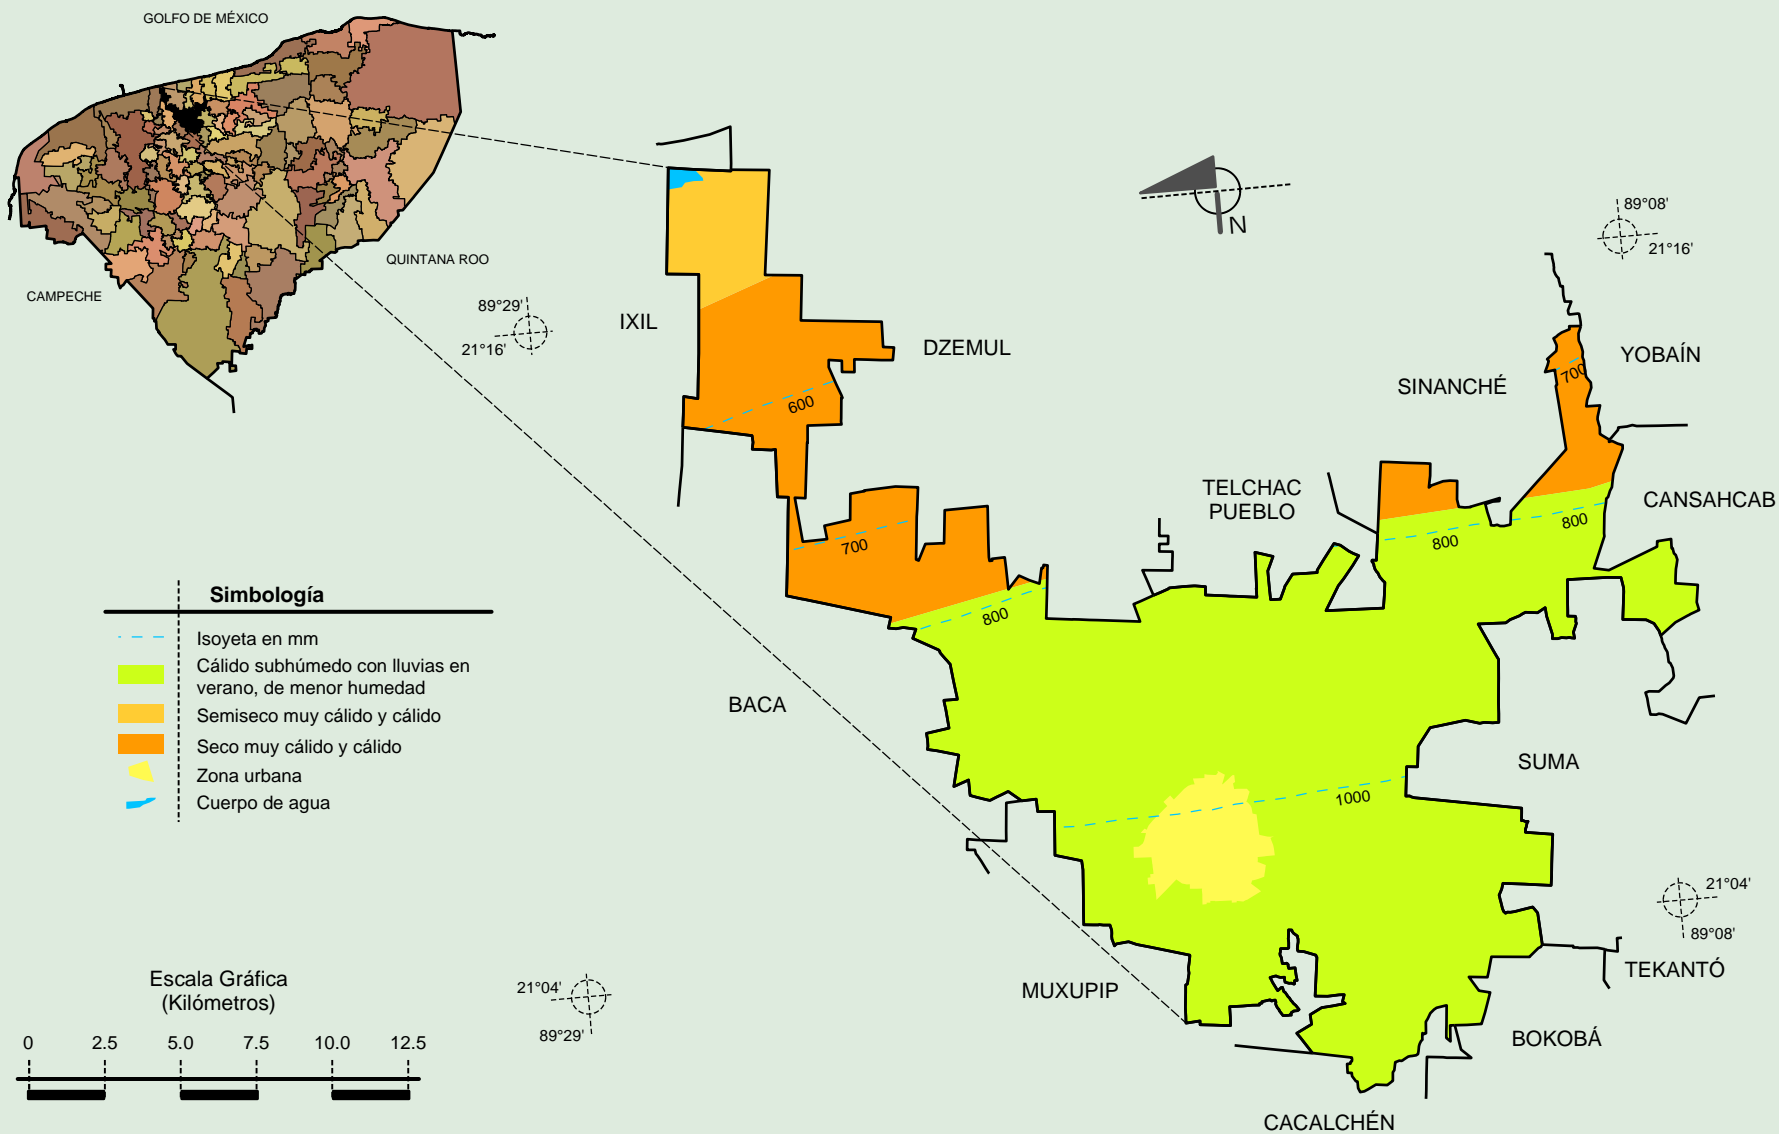 GOLFO DE MÉXICO
QUINTANA ROO
CAMPECHE
89°29'
21°16'
N
89°08'
21°16'
IXIL
DZEMUL
YOBAÍN
SINANCHÉ
700
600
TELCHAC
PUEBLO
CANSAHCAB
700
800
800
800
BACA
SUMA
1000
21°04'
89°08'
TEKANTÓ
MUXUPIP
BOKOBÁ
CACALCHÉN
21°04'
89°29'
Simbología
Isoyeta en mm
Cálido subhúmedo con lluvias en
verano, de menor humedad
Semiseco muy cálido y cálido
Seco muy cálido y cálido
Zona urbana
Cuerpo de agua
Escala Gráfica
(Kilómetros)
0 2.5 5.0 7.5 10.0 12.5